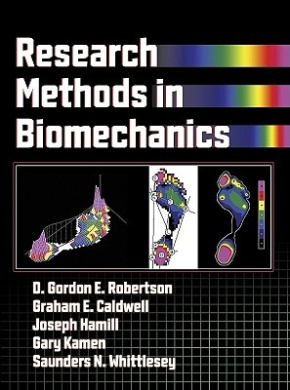 Research
Methods in
Biomechanics
D. Gordon E. Robertson
Graham E. Caldwell
Joseph Hamill
Gary Kamen
Saunders N. Whittlesey